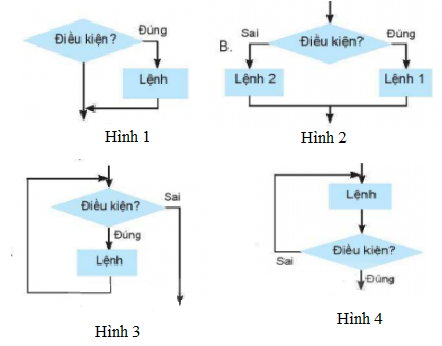 Điều kiện?
Đúng
Lệnh
Hình 1
B.
Sai
Điều kiện?
Đúng
Lệnh 2
Lệnh 1
Hình 2
Điều kiện?
Sai
Đúng
Lệnh
Hình 3
Lệnh
Điều kiện?
Sai
Đúng
Hình 4